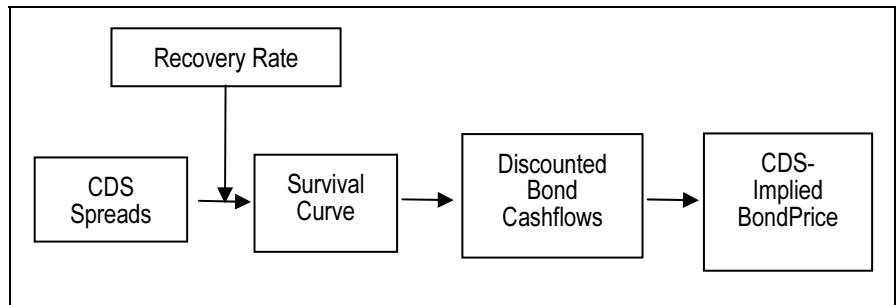 Recovery Rate
CDS
Spreads
Survival
Curve
Discounted
Bond
Cashflows
CDS-
Implied
BondPrice